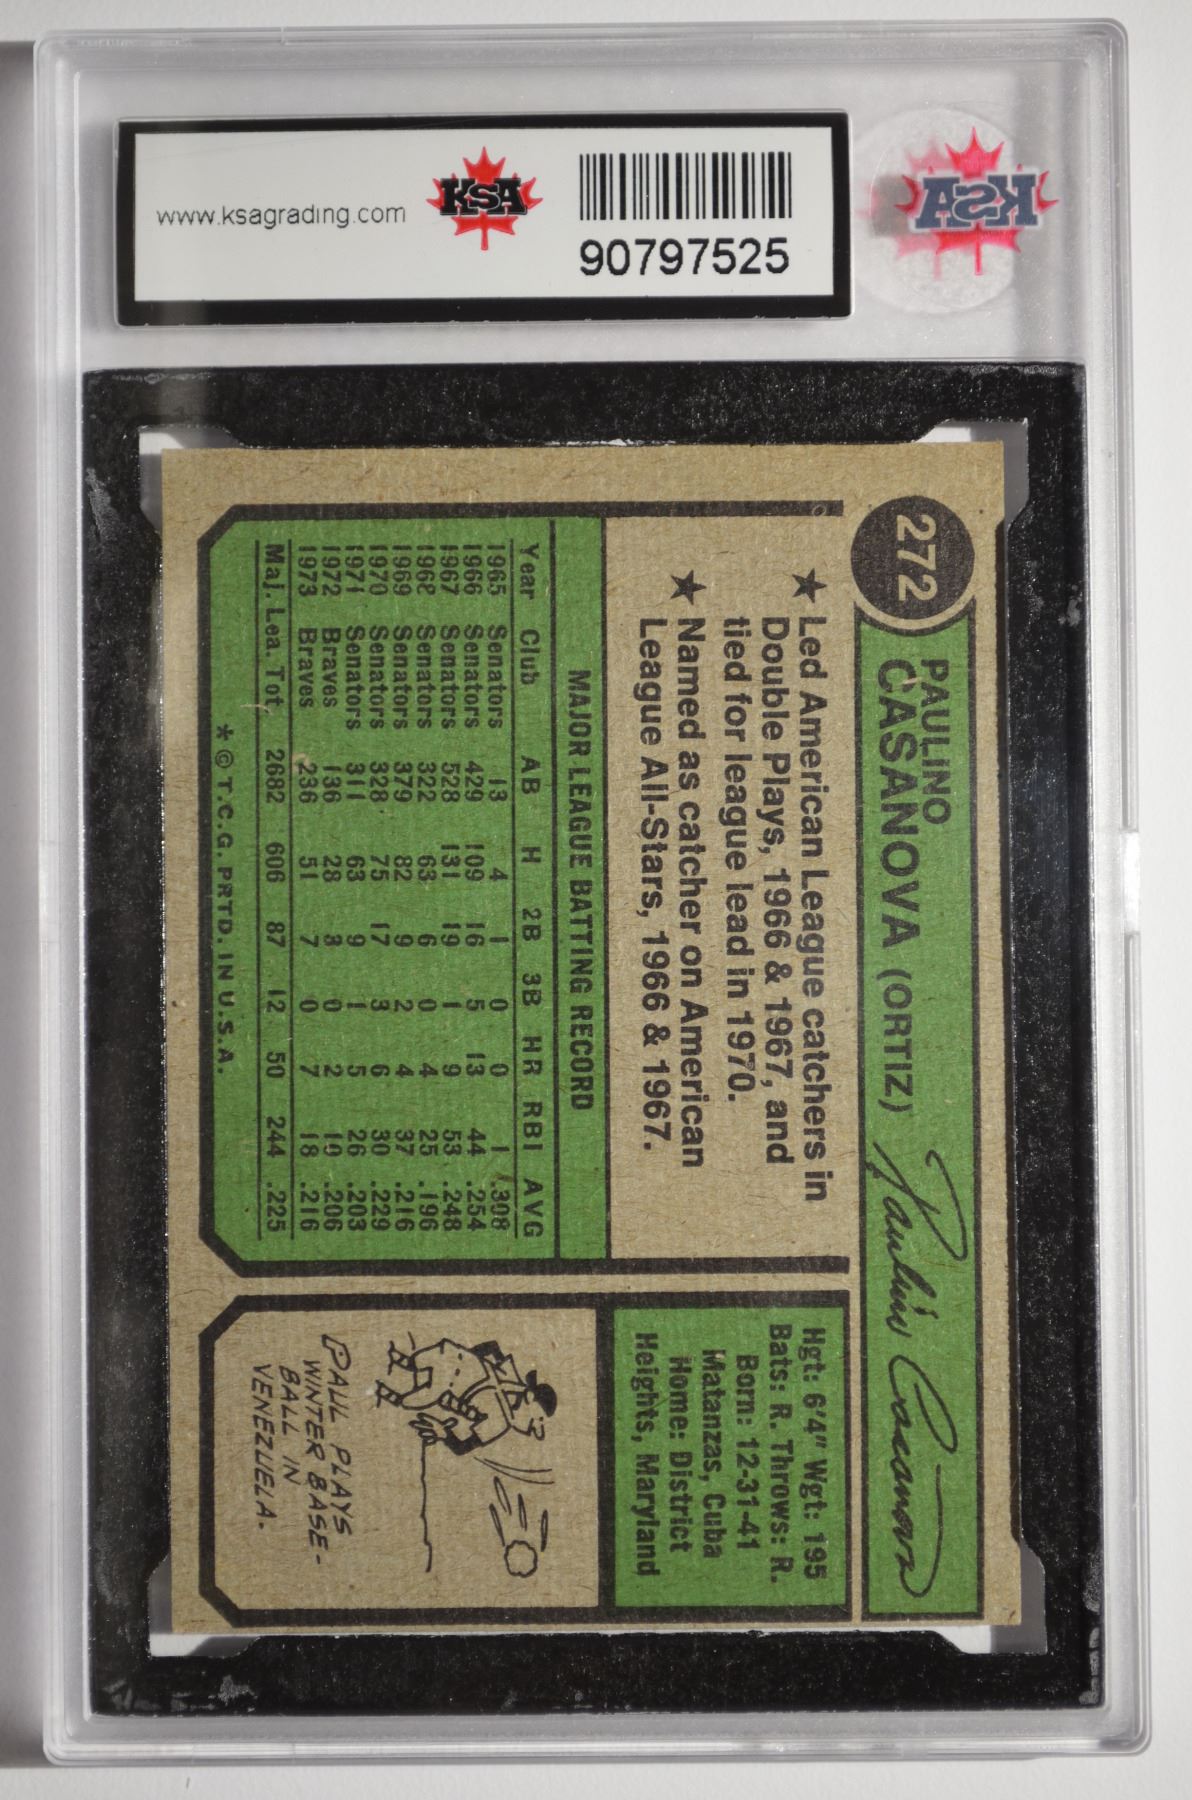 www.ksagrading.com
KSA
90797525
KSA
272
PAULINO
CASANOVA (ORTIZ)
Paulino Casanova
★ Led American League catchers in
Double Plays, 1966 & 1967, and
tied for league lead in 1970.
★ Named as catcher on American
League All-Stars, 1966 & 1967.
MAJOR LEAGUE BATTING RECORD
Year Club AB H 2B 3B HR RBI AVG
1965 Senators 13 4 1 0 0 1 .308
1966 Senators 429 109 16 5 13 44 .254
1967 Senators 528 131 19 1 9 53 .248
1968 Senators 322 63 6 0 4 25 .196
1969 Senators 379 82 9 2 4 37 .216
1970 Senators 328 75 17 3 6 30 .229
1971 Senators 311 63 9 1 5 26 .203
1972 Braves 136 28 3 0 2 10 .206
1973 Braves 236 51 7 0 7 18 .216
Maj. Lea. Tot. 2682 606 87 12 50 244 .225
* © T.C.G. PRTD. IN U.S.A.
Hgt: 6'4" Wgt: 195
Bats: R. Throws: R.
Born: 12-31-41
Matanzas, Cuba
Home: District
Heights, Maryland
PAUL PLAYS
WINTER BASE-
BALL IN
VENEZUELA.